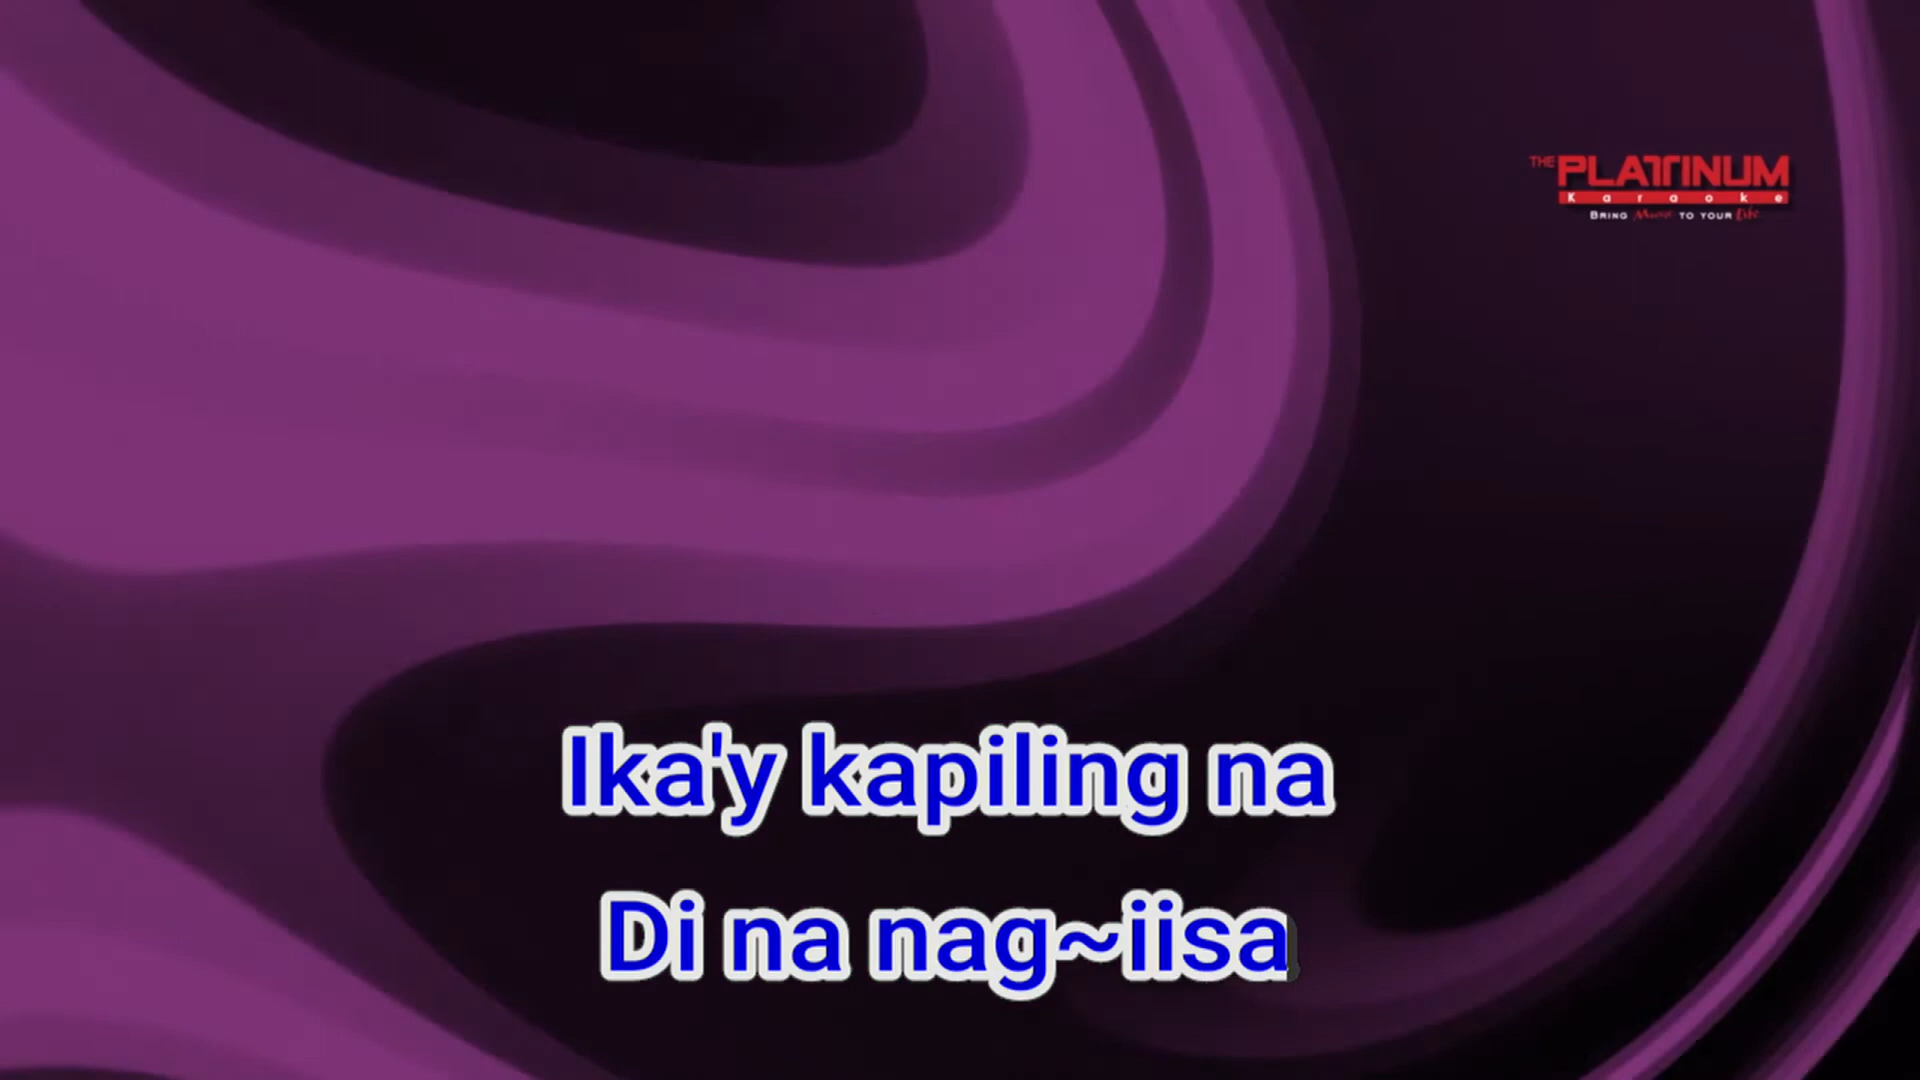 THE PLATINUM
Karaoke
BRING Music TO YOUR Life
Ika'y kapiling na
Di na nag~iisa